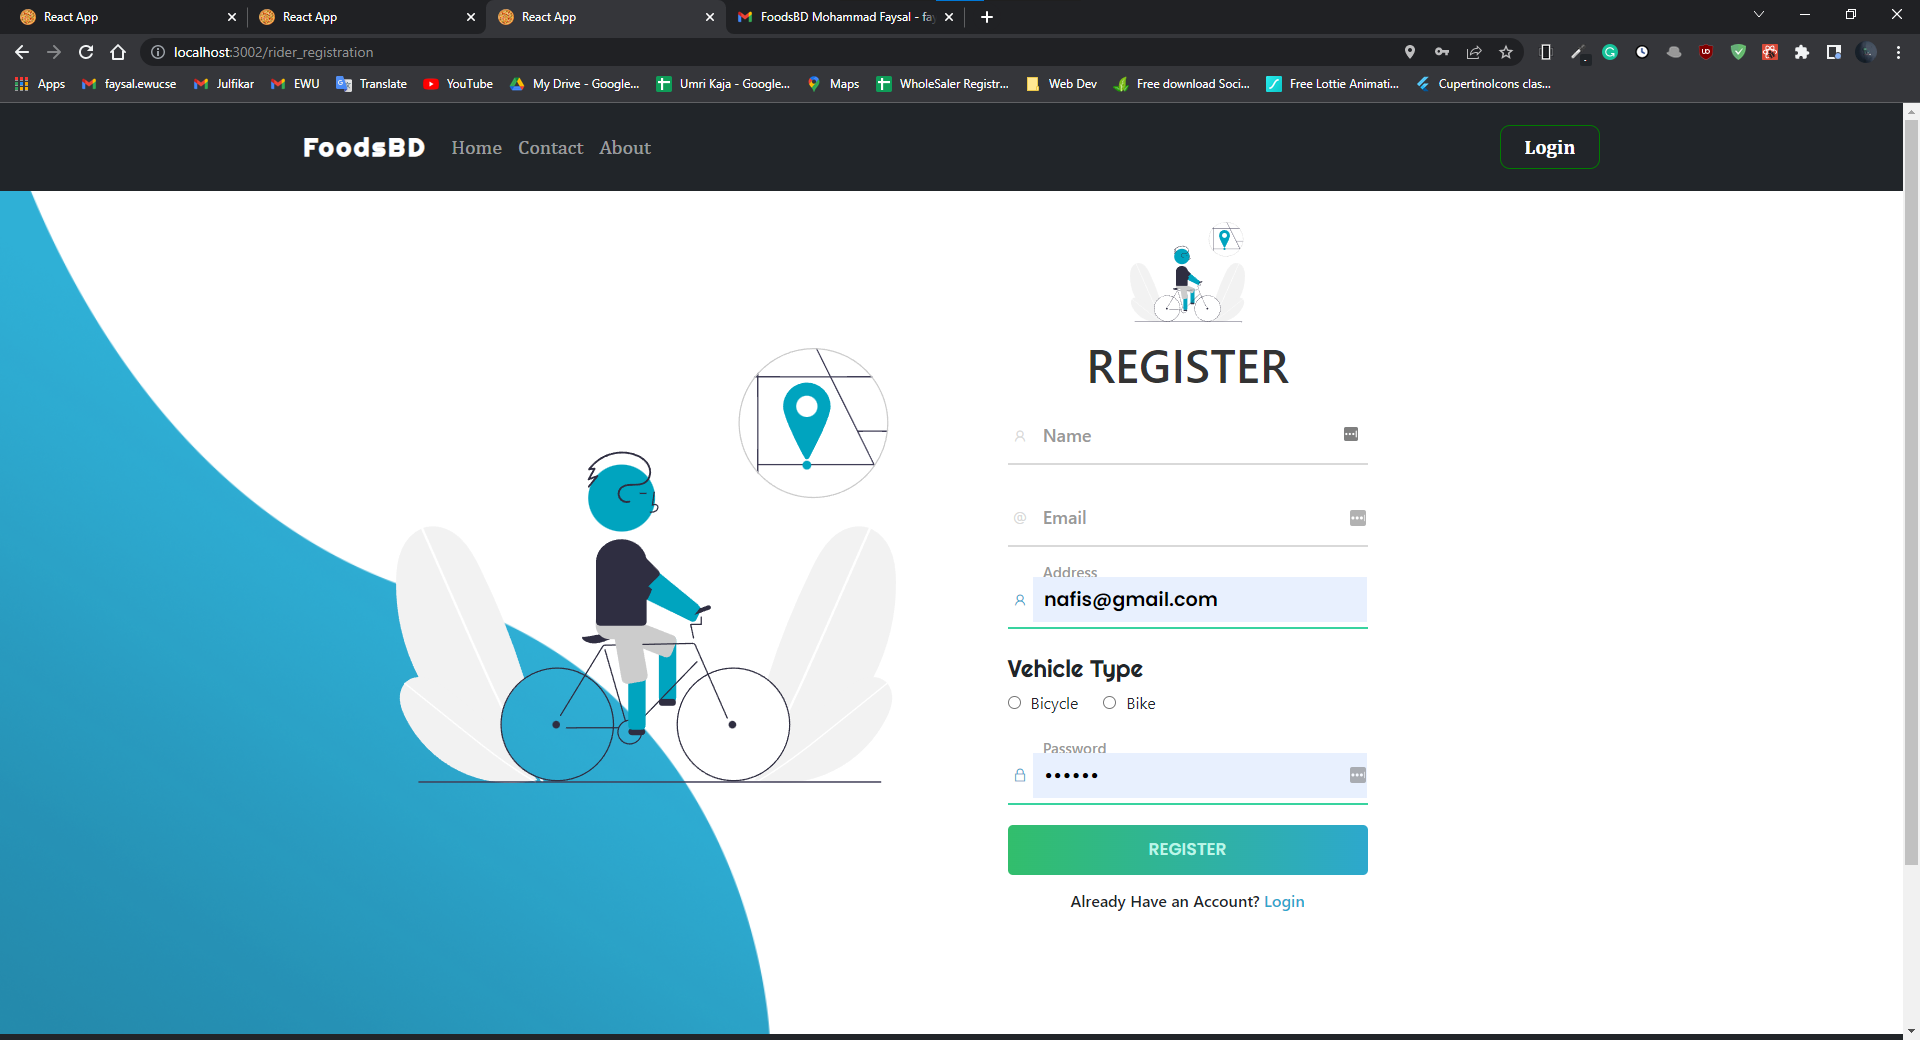 React App
React App
React App
FoodsBD Mohammad Faysal - fa
localhost:3002/rider_registration
Apps
faysal.ewucse
Julfikar
EWU
Translate
YouTube
My Drive - Google...
Umri Kaja - Google...
Maps
WholeSaler Registr...
Web Dev
Free download Soci...
Free Lottie Animati...
CupertinoIcons clas...
FoodsBD
Home
Contact
About
Login
REGISTER
Name
Email
Address
nafis@gmail.com
Vehicle Type
Bicycle
Bike
Password
••••••
REGISTER
Already Have an Account? Login